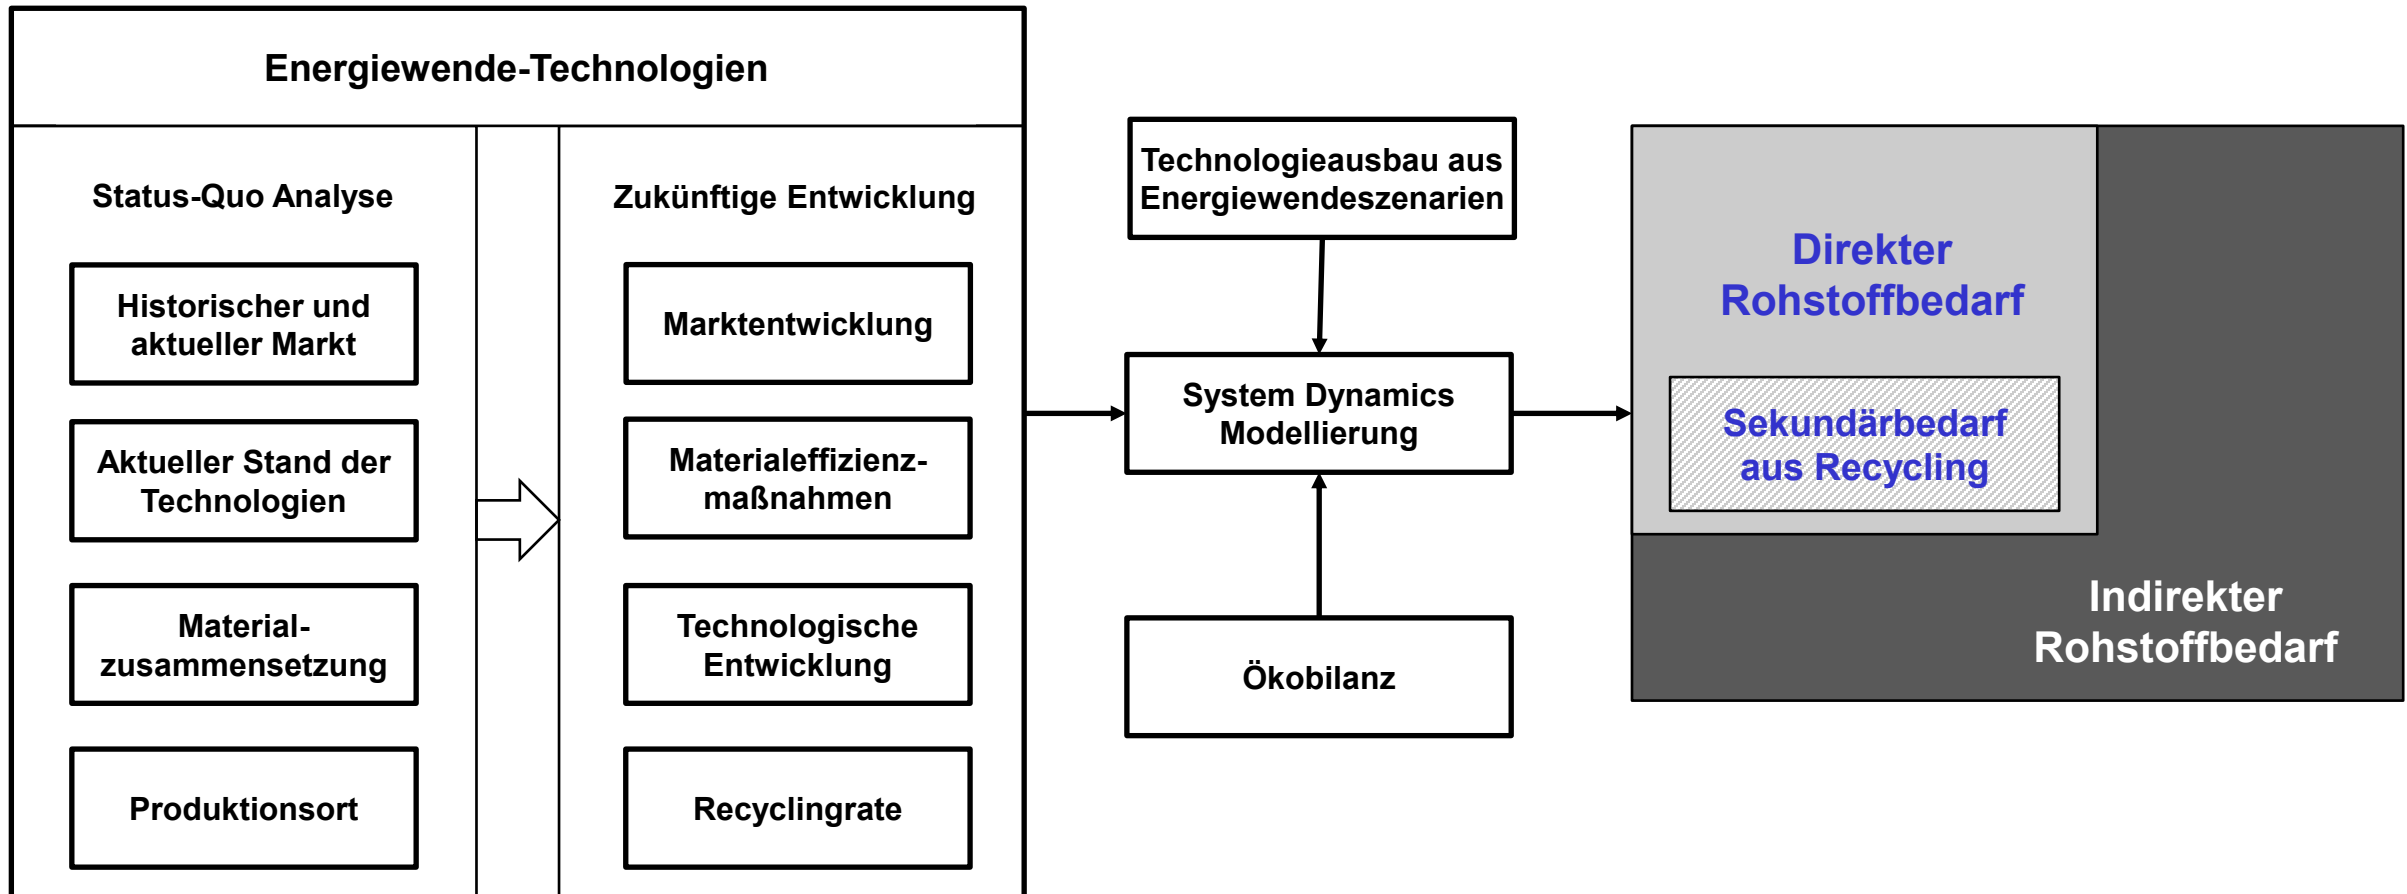 Energiewende-Technologien
Status-Quo Analyse
Historischer und
aktueller Markt
Aktueller Stand der
Technologien
Material-
zusammensetzung
Produktionsort
Zukünftige Entwicklung
Marktentwicklung
Materialeffizienz-
maßnahmen
Technologische
Entwicklung
Recyclingrate
Technologieausbau aus
Energiewendeszenarien
System Dynamics
Modellierung
Ökobilanz
Direkter
Rohstoffbedarf
Sekundärbedarf
aus Recycling
Indirekter
Rohstoffbedarf